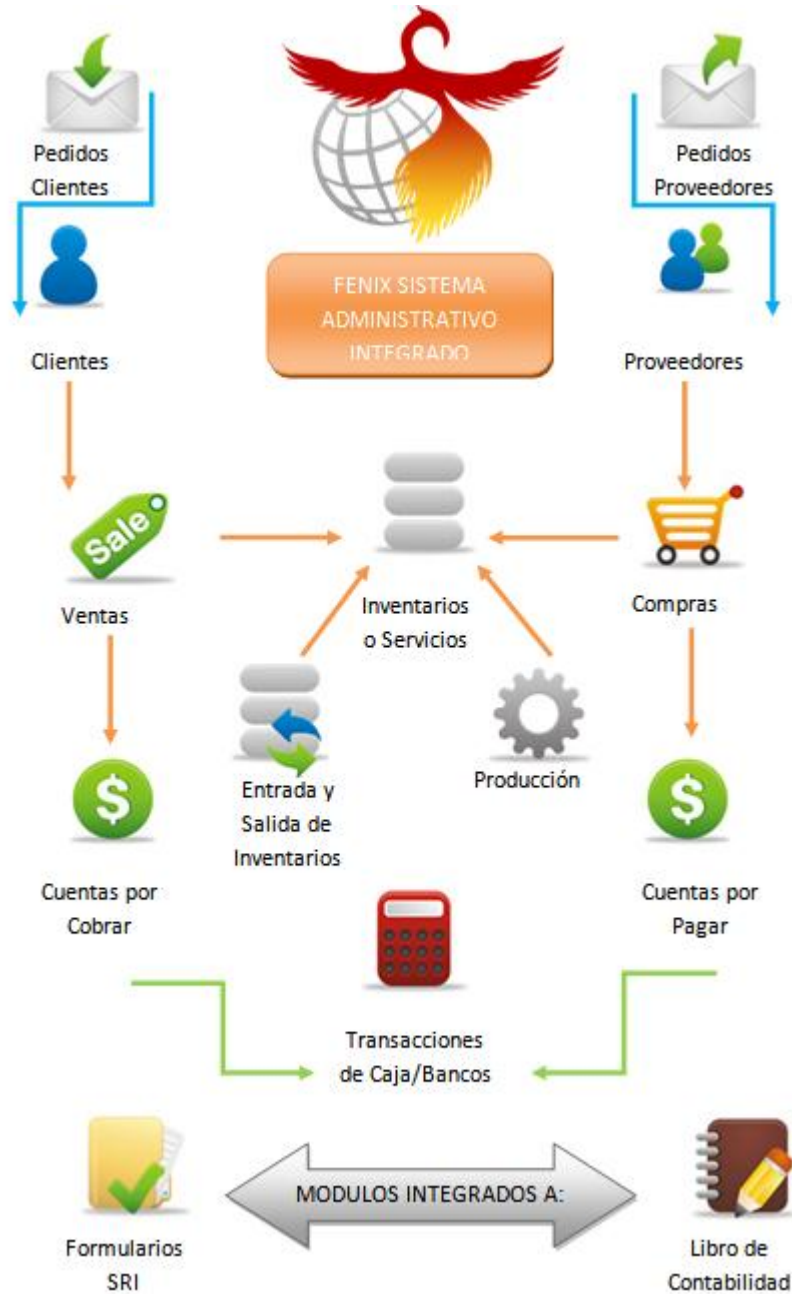 Pedidos
Clientes
Pedidos
Proveedores
FENIX SISTEMA
ADMINISTRATIVO
INTEGRADO
Clientes
Proveedores
Sale
Ventas
Inventarios
o Servicios
Compras
Entrada y
Salida de
Inventarios
Producción
Cuentas por
Cobrar
Cuentas por
Pagar
Transacciones
de Caja/Bancos
MODULOS INTEGRADOS A:
Formularios
SRI
Libro de
Contabilidad